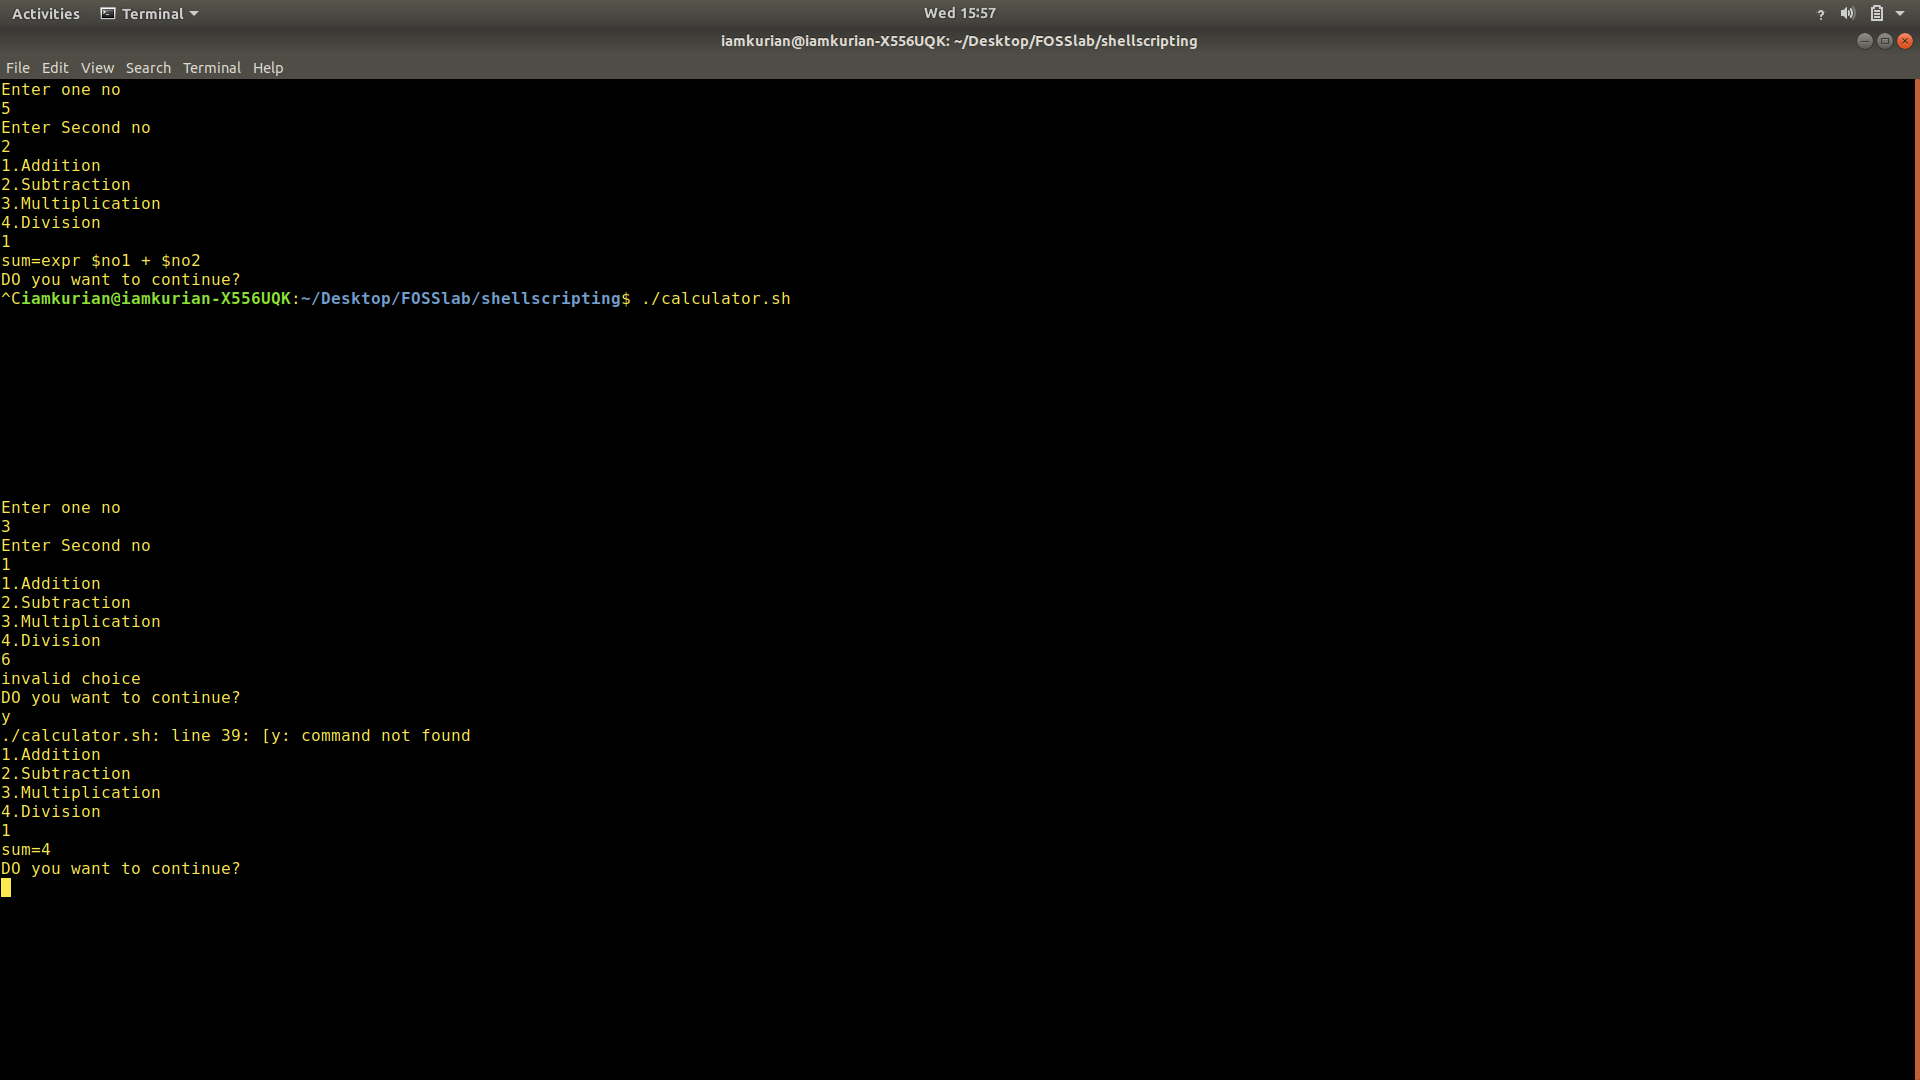 Activities Terminal Wed 15:57 ?
iamkurian@iamkurian-X556UQK: ~/Desktop/FOSSlab/shellscripting
File Edit View Search Terminal Help
Enter one no
5
Enter Second no
2
1.Addition
2.Subtraction
3.Multiplication
4.Division
1
sum=expr $no1 + $no2
DO you want to continue?
^Ciamkurian@iamkurian-X556UQK:~/Desktop/FOSSlab/shellscripting$ ./calculator.sh
Enter one no
3
Enter Second no
1
1.Addition
2.Subtraction
3.Multiplication
4.Division
6
invalid choice
DO you want to continue?
y
./calculator.sh: line 39: [y: command not found
1.Addition
2.Subtraction
3.Multiplication
4.Division
1
sum=4
DO you want to continue?